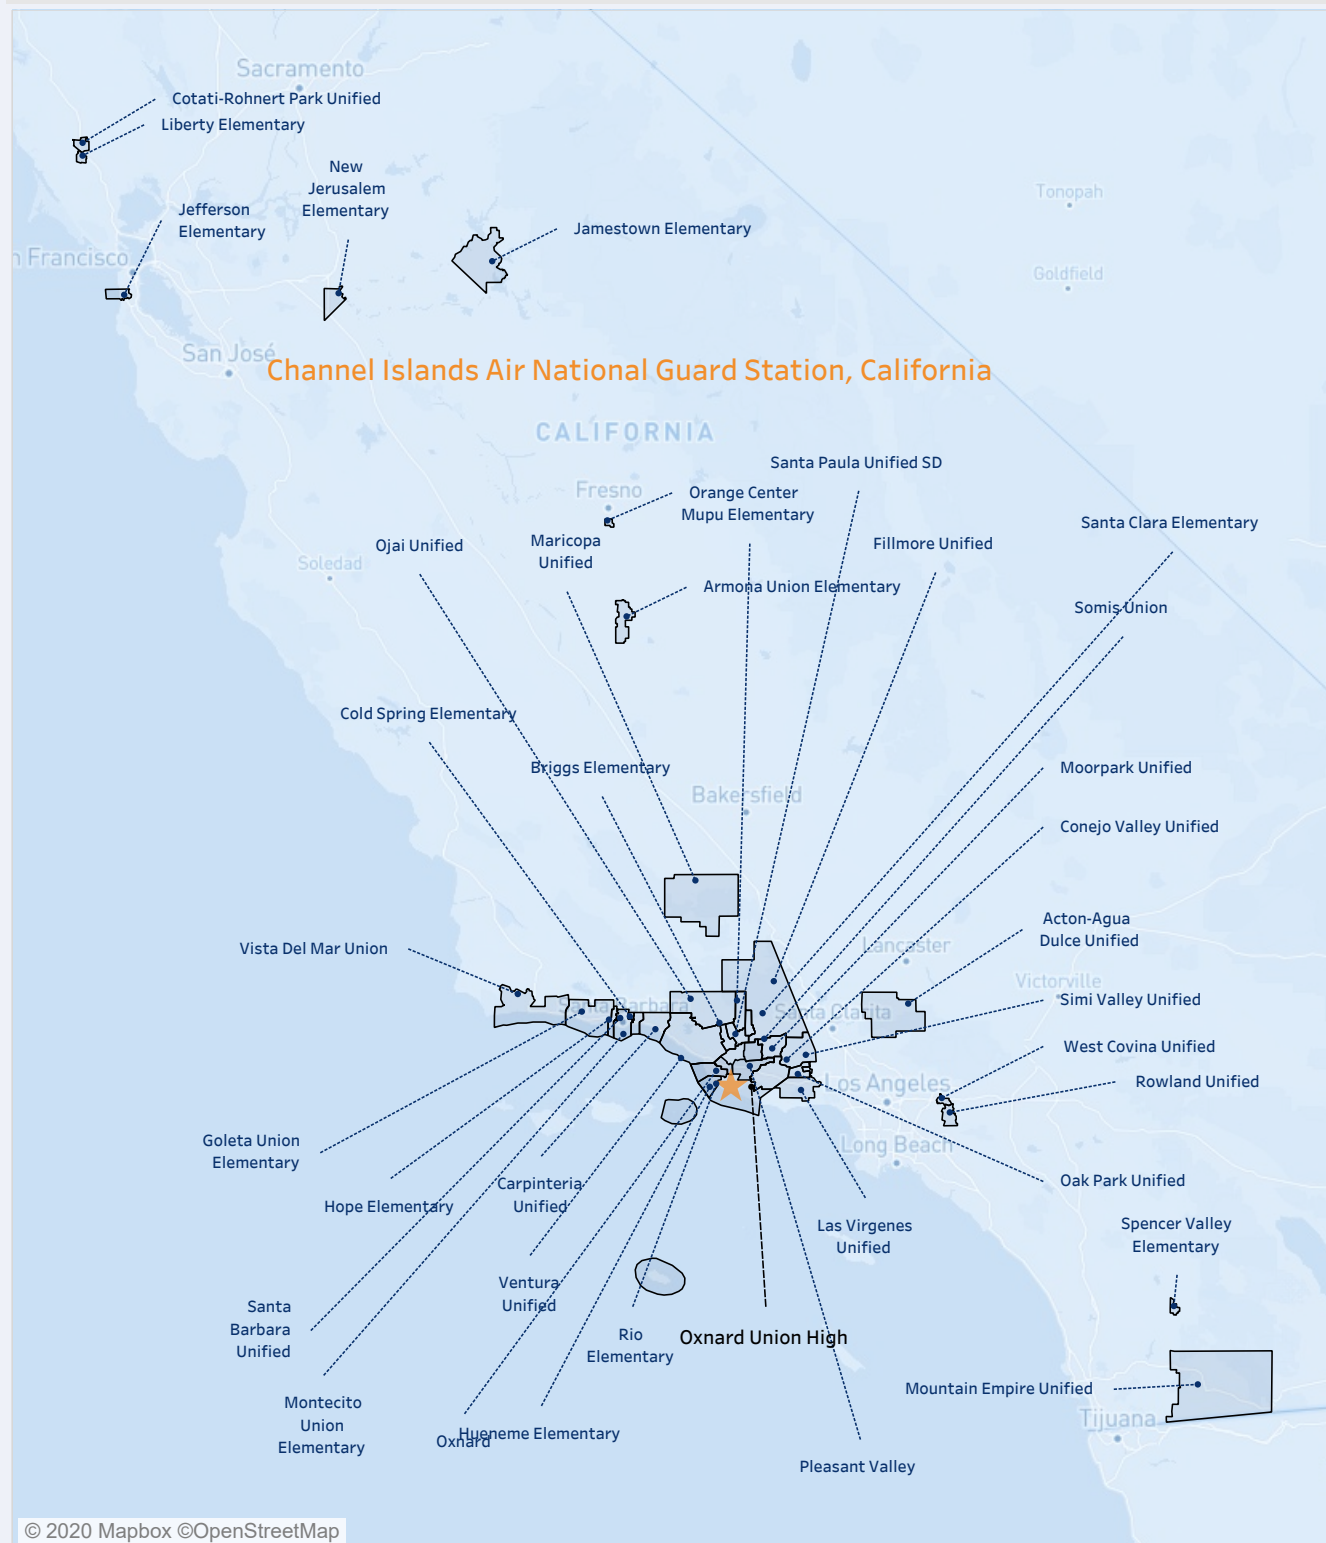 Sacramento
Cotati-Rohnert Park Unified
Liberty Elementary
New
Jerusalem
Elementary
Jefferson
Elementary
Tonopah
Jamestown Elementary
n Francisco
Goldfield
San José
Channel Islands Air National Guard Station, California
CALIFORNIA
Santa Paula Unified SD
Fresno
Orange Center
Mupu Elementary
Santa Clara Elementary
Ojai Unified
Maricopa
Unified
Fillmore Unified
Soledad
Armona Union Elementary
Somis Union
Cold Spring Elementary
Briggs Elementary
Moorpark Unified
Bakersfield
Conejo Valley Unified
Acton-Agua
Dulce Unified
Vista Del Mar Union
Lancaster
Victorville
Santa Barbara
Santa Clarita
Simi Valley Unified
West Covina Unified
Los Angeles
Rowland Unified
Goleta Union
Elementary
Long Beach
Carpinteria
Unified
Oak Park Unified
Hope Elementary
Las Virgenes
Unified
Spencer Valley
Elementary
Ventura
Unified
Santa
Barbara
Unified
Rio
Elementary
Oxnard Union High
Mountain Empire Unified
Montecito
Union
Elementary
Tijuana
Hueneme Elementary
Oxnard
Pleasant Valley
© 2020 Mapbox ©OpenStreetMap